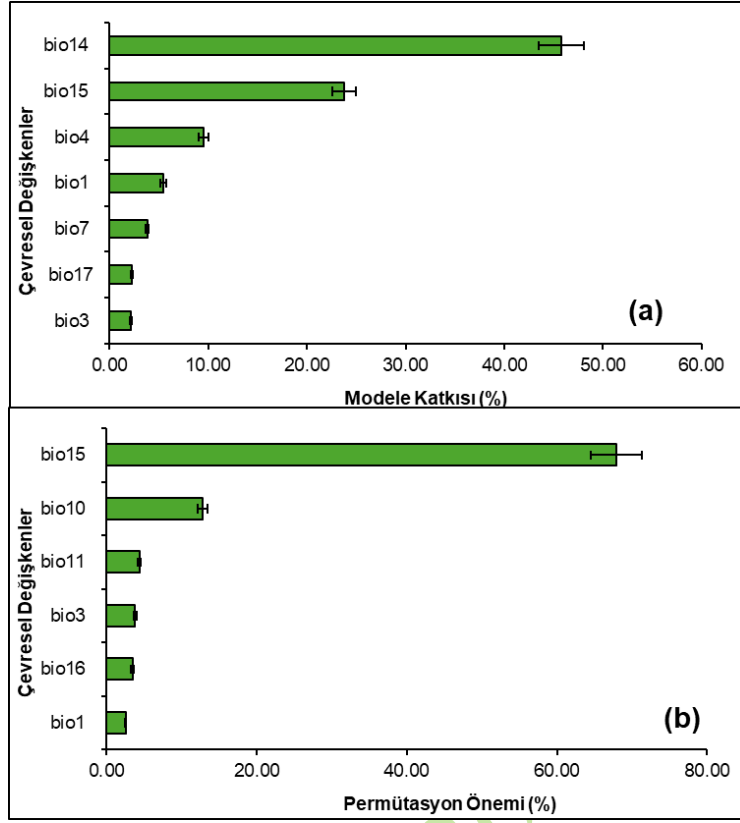 bio14
bio15
bio4
bio1
bio7
bio17
bio3
Çevresel Değişkenler
(a)
0.00 10.00 20.00 30.00 40.00 50.00 60.00
Modele Katkısı (%)
bio15
bio10
bio11
bio3
bio16
bio1
Çevresel Değişkenler
(b)
0.00 20.00 40.00 60.00 80.00
Permütasyon Önemi (%)